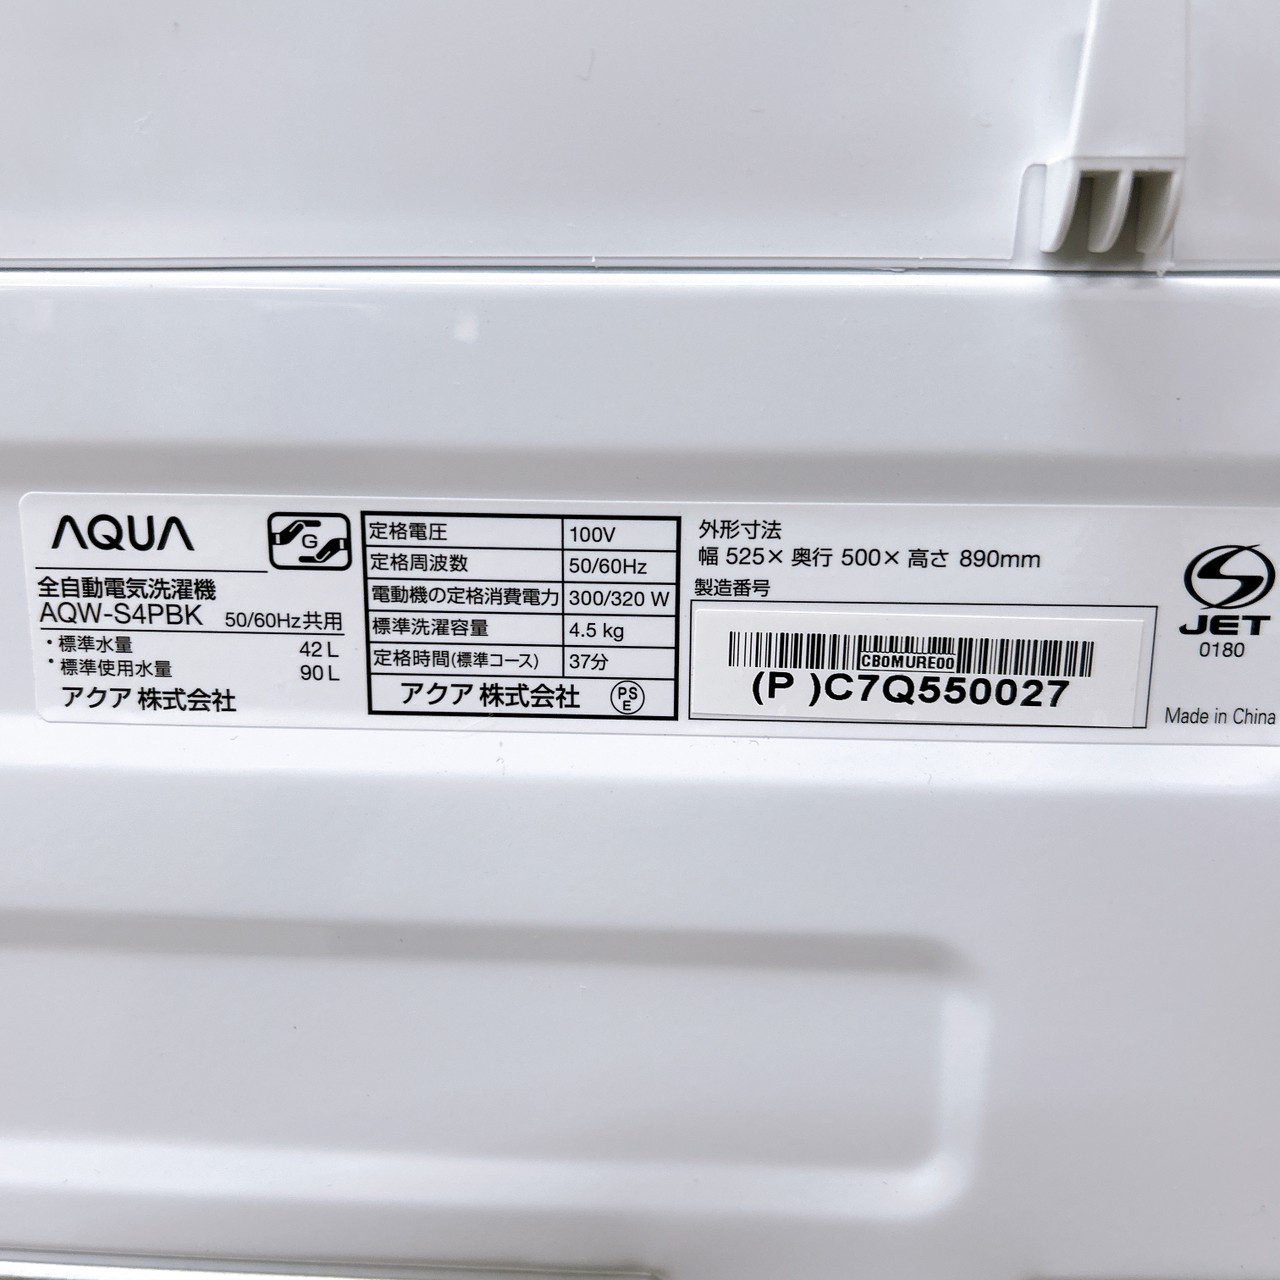 AQUA
G
全自動電気洗濯機
AQW-S4PBK 50/60Hz共用
・標準水量 42L
・標準使用水量 90L
アクア 株式会社
定格電圧 100V
定格周波数 50/60Hz
電動機の定格消費電力 300/320 W
標準洗濯容量 4.5 kg
定格時間(標準コース) 37分
アクア 株式会社 PSE
外形寸法
幅 525× 奥行 500× 高さ 890mm
製造番号
CB0MURE00
(P )C7Q550027
S
JET
0180
Made in China